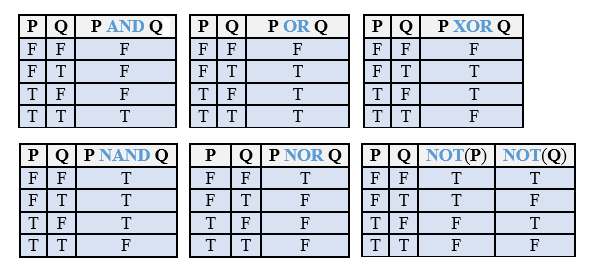 P Q P AND Q
F F F
F T F
T F F
T T T
P Q P OR Q
F F F
F T T
T F T
T T T
P Q P XOR Q
F F F
F T T
T F T
T T F
P Q P NAND Q
F F T
F T T
T F T
T T F
P Q P NOR Q
F F T
F T F
T F F
T T F
P Q NOT(P) NOT(Q)
F F T T
F T T F
T F F T
T T F F